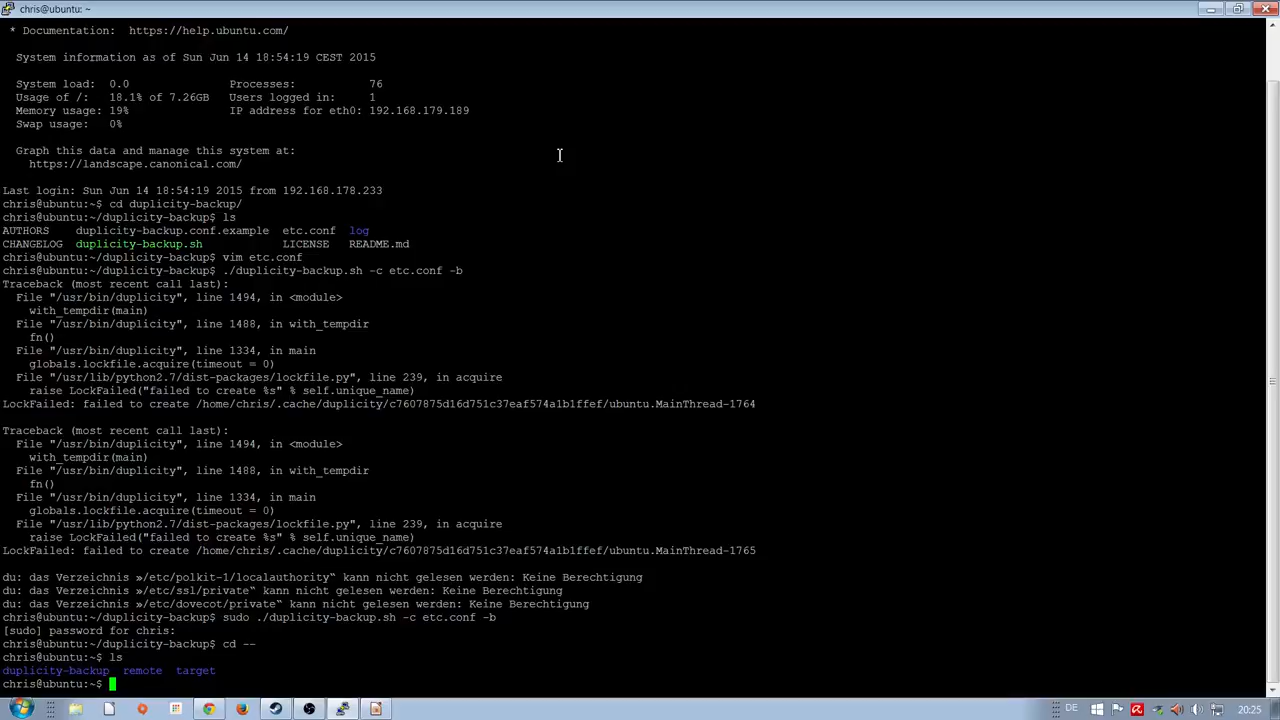 chris@ubuntu: ~
* Documentation:  https://help.ubuntu.com/
System information as of Sun Jun 14 18:54:19 CEST 2015
System load:  0.0               Processes:           76
Usage of /:   18.1% of 7.26GB   Users logged in:     1
Memory usage: 19%               IP address for eth0: 192.168.179.189
Swap usage:   0%
Graph this data and manage this system at:
https://landscape.canonical.com/
Last login: Sun Jun 14 18:54:19 2015 from 192.168.178.233
chris@ubuntu:~$ cd duplicity-backup/
chris@ubuntu:~/duplicity-backup$ ls
AUTHORS    duplicity-backup.conf.example  etc.conf  log
CHANGELOG  duplicity-backup.sh            LICENSE   README.md
chris@ubuntu:~/duplicity-backup$ vim etc.conf
chris@ubuntu:~/duplicity-backup$ ./duplicity-backup.sh -c etc.conf -b
Traceback (most recent call last):
File "/usr/bin/duplicity", line 1494, in <module>
with_tempdir(main)
File "/usr/bin/duplicity", line 1488, in with_tempdir
fn()
File "/usr/bin/duplicity", line 1334, in main
globals.lockfile.acquire(timeout = 0)
File "/usr/lib/python2.7/dist-packages/lockfile.py", line 239, in acquire
raise LockFailed("failed to create %s" % self.unique_name)
LockFailed: failed to create /home/chris/.cache/duplicity/c7607875d16d751c37eaf574a1b1ffef/ubuntu.MainThread-1764
Traceback (most recent call last):
File "/usr/bin/duplicity", line 1494, in <module>
with_tempdir(main)
File "/usr/bin/duplicity", line 1488, in with_tempdir
fn()
File "/usr/bin/duplicity", line 1334, in main
globals.lockfile.acquire(timeout = 0)
File "/usr/lib/python2.7/dist-packages/lockfile.py", line 239, in acquire
raise LockFailed("failed to create %s" % self.unique_name)
LockFailed: failed to create /home/chris/.cache/duplicity/c7607875d16d751c37eaf574a1b1ffef/ubuntu.MainThread-1765
du: das Verzeichnis »/etc/polkit-1/localauthority“ kann nicht gelesen werden: Keine Berechtigung
du: das Verzeichnis »/etc/ssl/private“ kann nicht gelesen werden: Keine Berechtigung
du: das Verzeichnis »/etc/dovecot/private“ kann nicht gelesen werden: Keine Berechtigung
chris@ubuntu:~/duplicity-backup$ sudo ./duplicity-backup.sh -c etc.conf -b
[sudo] password for chris:
chris@ubuntu:~/duplicity-backup$ cd --
chris@ubuntu:~$ ls
duplicity-backup  remote  target
chris@ubuntu:~$
DE 20:25